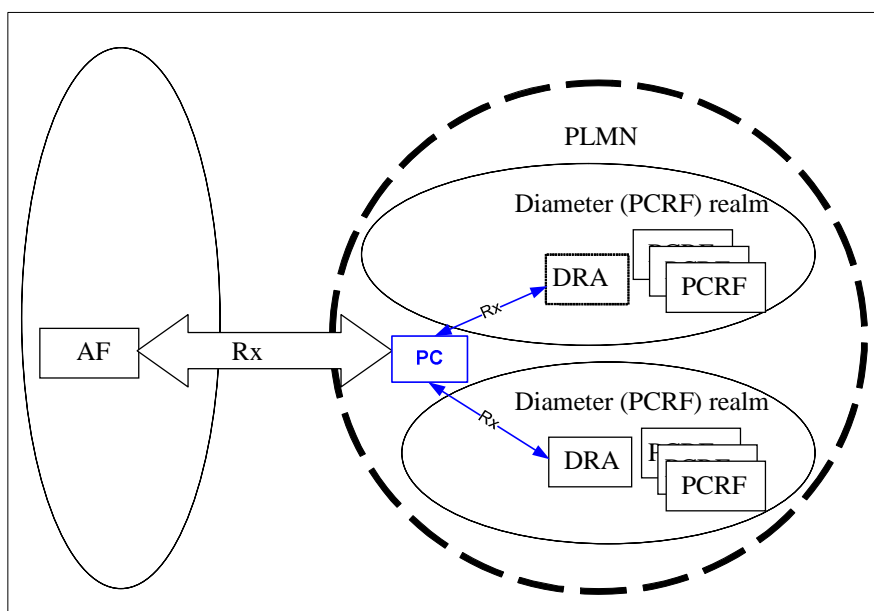 PLMN
Diameter (PCRF) realm
DRA
PCRF
Rx
AF
Rx
PC
Diameter (PCRF) realm
Rx
DRA
PCRF